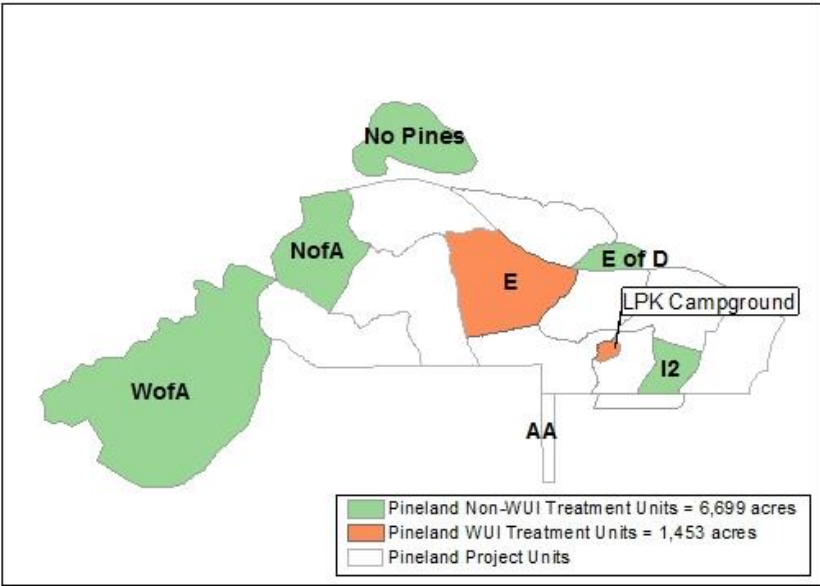 No Pines
NofA
E of D
E
LPK Campground
WofA
I2
AA
Pineland Non-WUI Treatment Units = 6,699 acres
Pineland WUI Treatment Units = 1,453 acres
Pineland Project Units